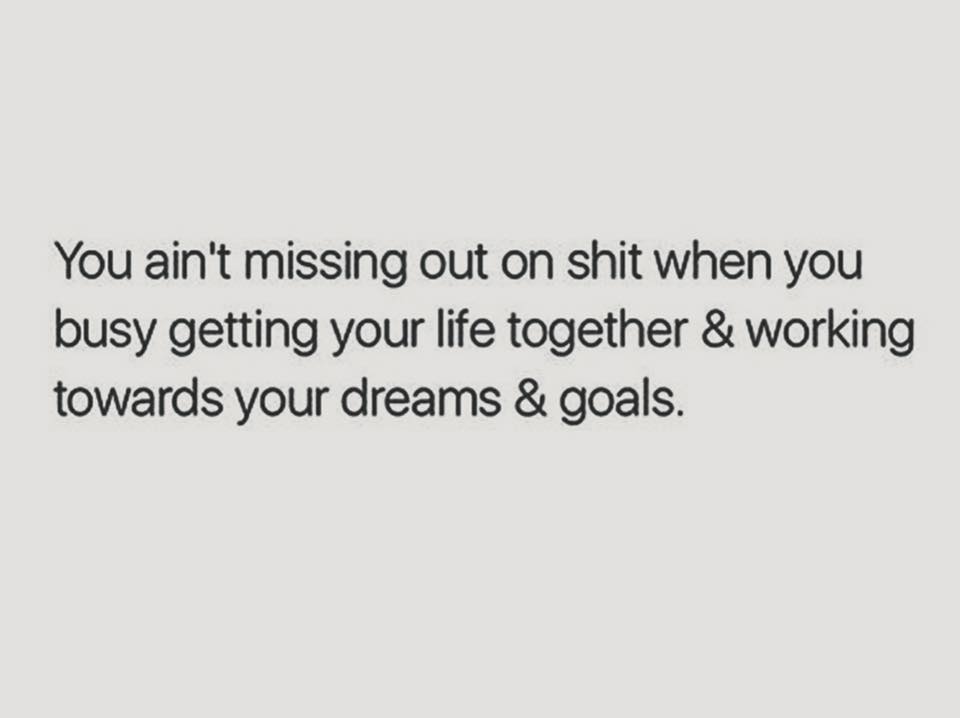 You ain't missing out on shit when you
busy getting your life together & working
towards your dreams & goals.